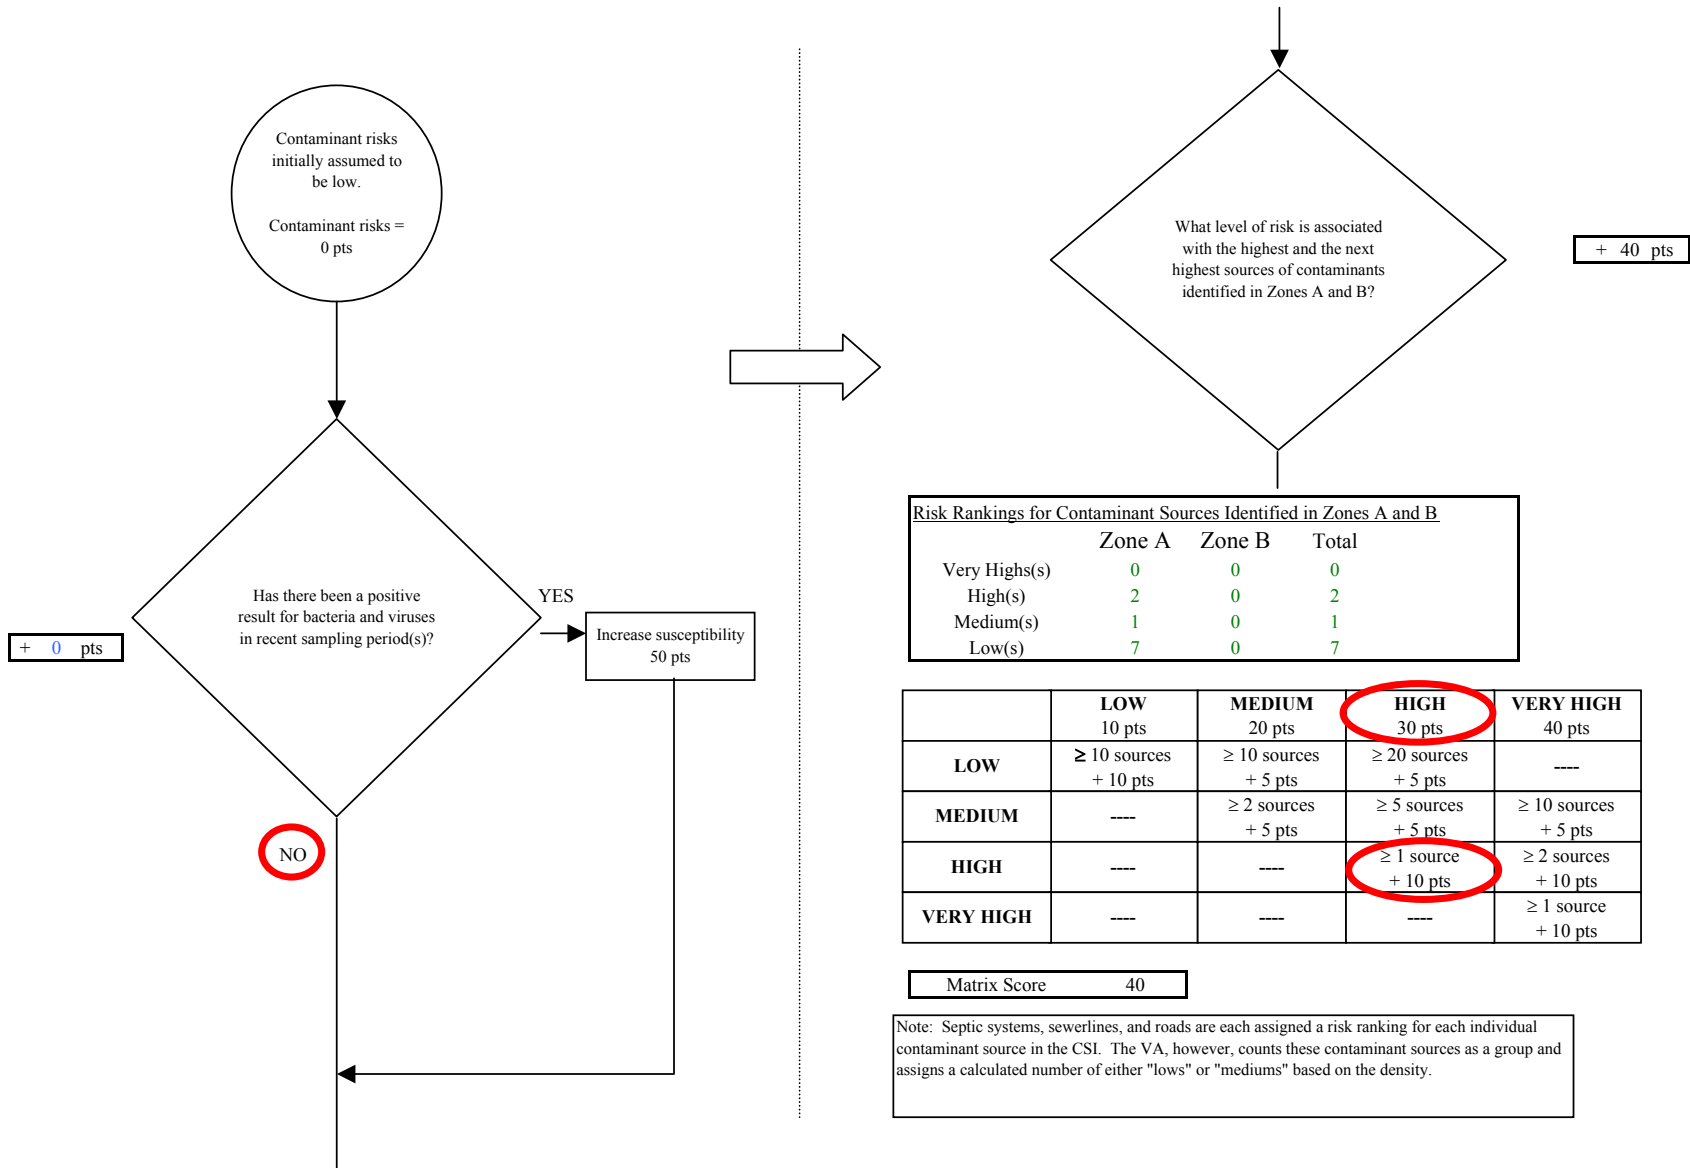 Contaminant risks
initially assumed to
be low.
Contaminant risks =
0 pts
Has there been a positive
result for bacteria and viruses
in recent sampling period(s)?
+ 0 pts
YES
Increase susceptibility
50 pts
NO
What level of risk is associated
with the highest and the next
highest sources of contaminants
identified in Zones A and B?
+ 40 pts
Risk Rankings for Contaminant Sources Identified in Zones A and B
Zone A Zone B Total
Very Highs(s) 0 0 0
High(s) 2 0 2
Medium(s) 1 0 1
Low(s) 7 0 7
LOW MEDIUM HIGH VERY HIGH
10 pts 20 pts 30 pts 40 pts
LOW ≥ 10 sources ≥ 10 sources ≥ 20 sources ----
+ 10 pts + 5 pts + 5 pts
MEDIUM ---- ≥ 2 sources ≥ 5 sources ≥ 10 sources
+ 5 pts + 5 pts + 5 pts
HIGH ---- ---- ≥ 1 source ≥ 2 sources
+ 10 pts + 10 pts
VERY HIGH ---- ---- ---- ≥ 1 source
+ 10 pts
Matrix Score 40
Note: Septic systems, sewerlines, and roads are each assigned a risk ranking for each individual
contaminant source in the CSI. The VA, however, counts these contaminant sources as a group and
assigns a calculated number of either "lows" or "mediums" based on the density.